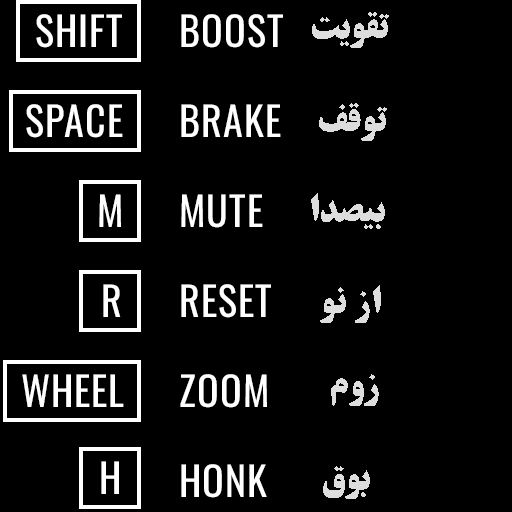 SHIFT BOOST تقویت
SPACE BRAKE توقف
M MUTE بیصدا
R RESET از نو
WHEEL ZOOM زوم
H HONK بوق